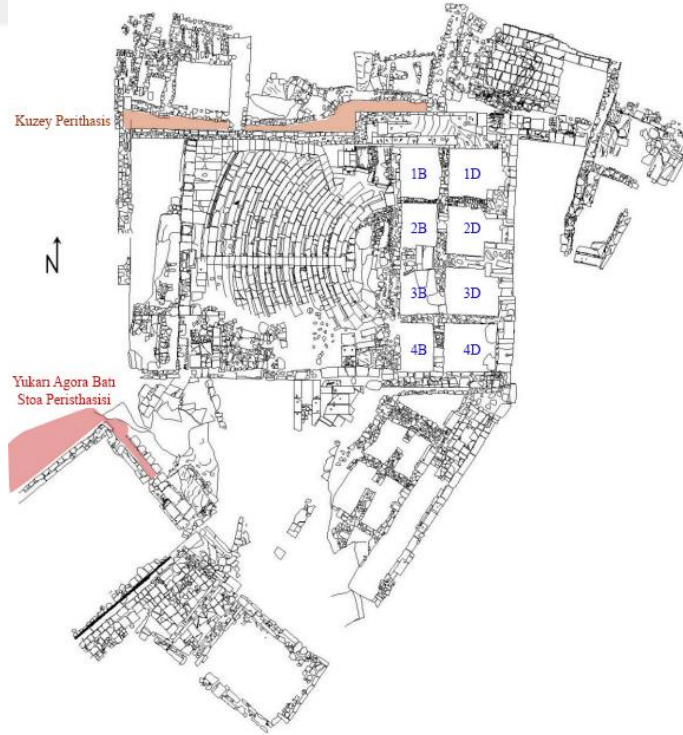 Kuzey Perithasis
1B 1D
2B 2D
N
3B 3D
4B 4D
Yukarı Agora Batı
Stoa Peristhasisi